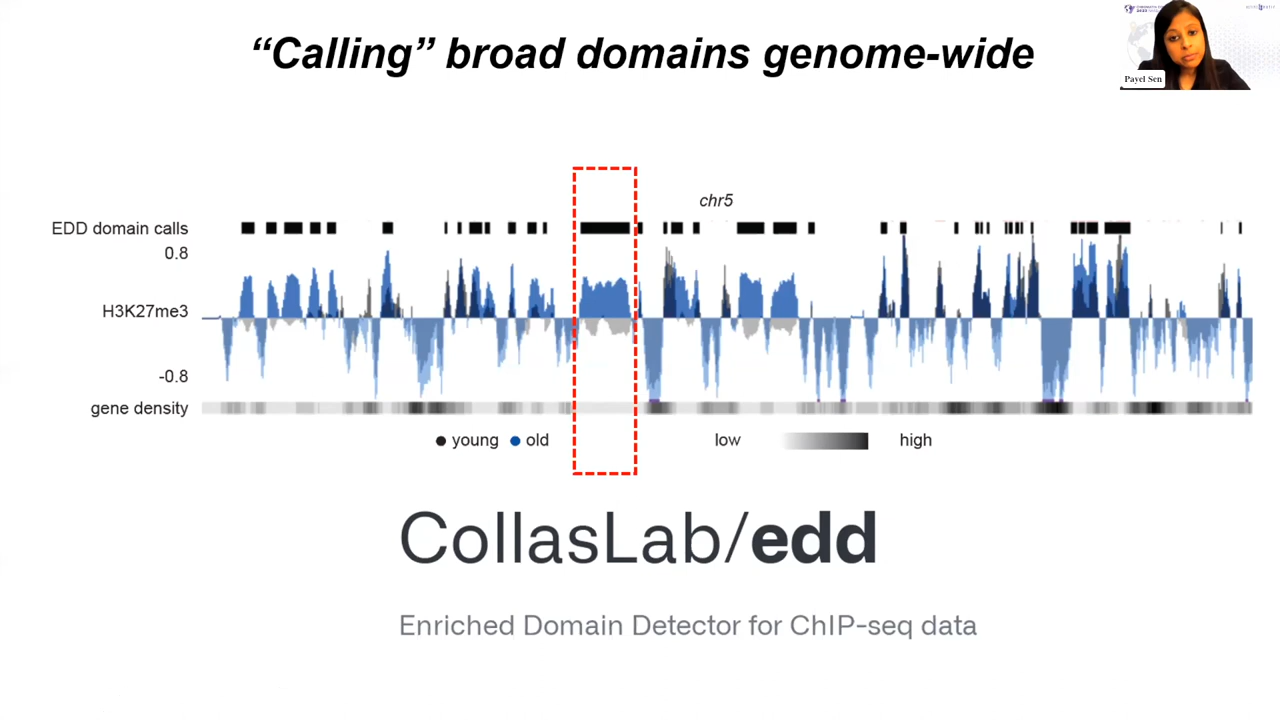 “Calling” broad domains genome-wide
Payel Sen
chr5
EDD domain calls
0.8
H3K27me3
-0.8
gene density
young old low high
CollasLab/edd
Enriched Domain Detector for ChIP-seq data